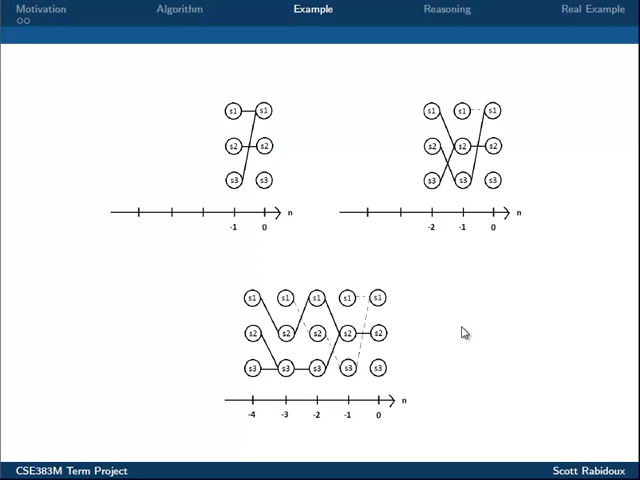 Motivation Algorithm Example Reasoning Real Example
s1 s1 s1 s1 s1
s2 s2 s2 s2 s2
s3 s3 s3 s3 s3
n n
-1 0 -2 -1 0
s1 s1 s1 s1 s1
s2 s2 s2 s2 s2
s3 s3 s3 s3 s3
n
-4 -3 -2 -1 0
CSE383M Term Project Scott Rabidoux